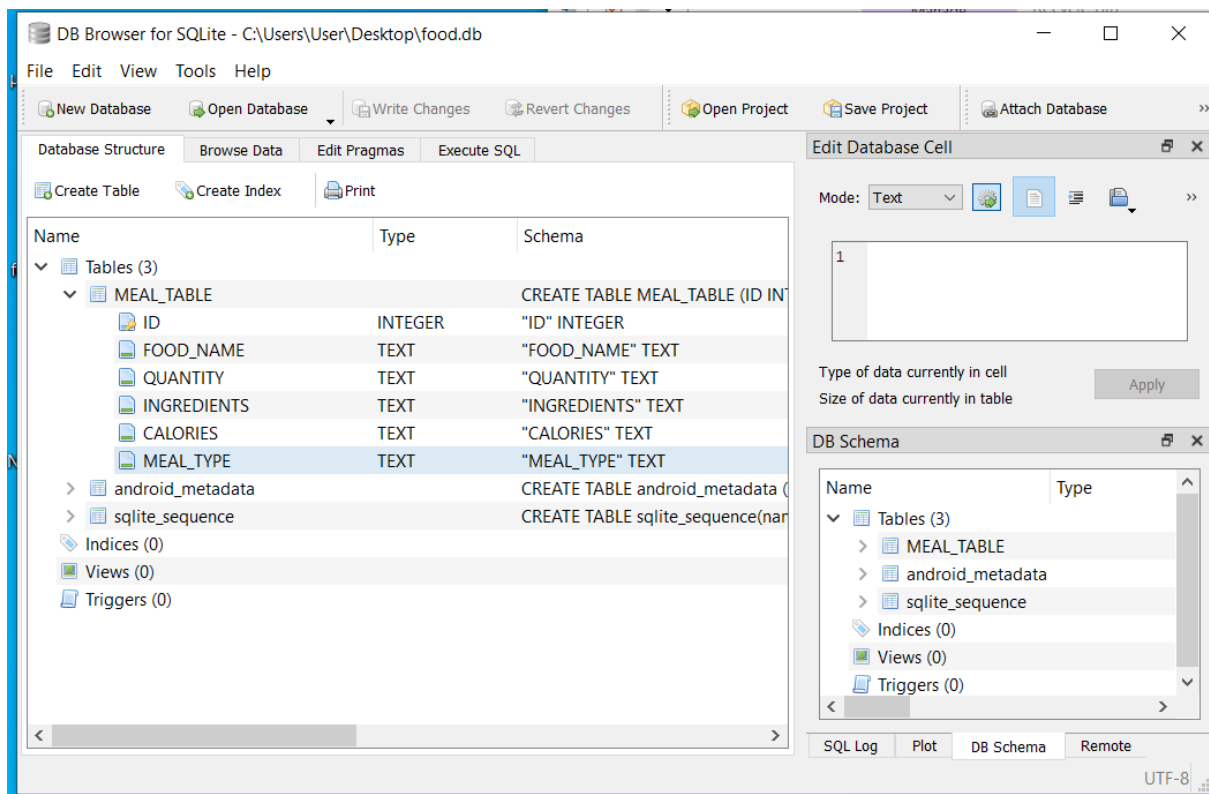 DB Browser for SQLite - C:\Users\User\Desktop\food.db
File Edit View Tools Help
New Database Open Database Write Changes Revert Changes Open Project Save Project Attach Database »
Database Structure Browse Data Edit Pragmas Execute SQL
Create Table Create Index Print
Name Type Schema
Tables (3)
MEAL_TABLE CREATE TABLE MEAL_TABLE (ID INT
ID INTEGER "ID" INTEGER
FOOD_NAME TEXT "FOOD_NAME" TEXT
QUANTITY TEXT "QUANTITY" TEXT
INGREDIENTS TEXT "INGREDIENTS" TEXT
CALORIES TEXT "CALORIES" TEXT
MEAL_TYPE TEXT "MEAL_TYPE" TEXT
android_metadata CREATE TABLE android_metadata (
sqlite_sequence CREATE TABLE sqlite_sequence(nar
Indices (0)
Views (0)
Triggers (0)
Edit Database Cell
Mode: Text »
1
Type of data currently in cell
Size of data currently in table
Apply
DB Schema
Name Type
Tables (3)
MEAL_TABLE
android_metadata
sqlite_sequence
Indices (0)
Views (0)
Triggers (0)
SQL Log Plot DB Schema Remote
UTF-8